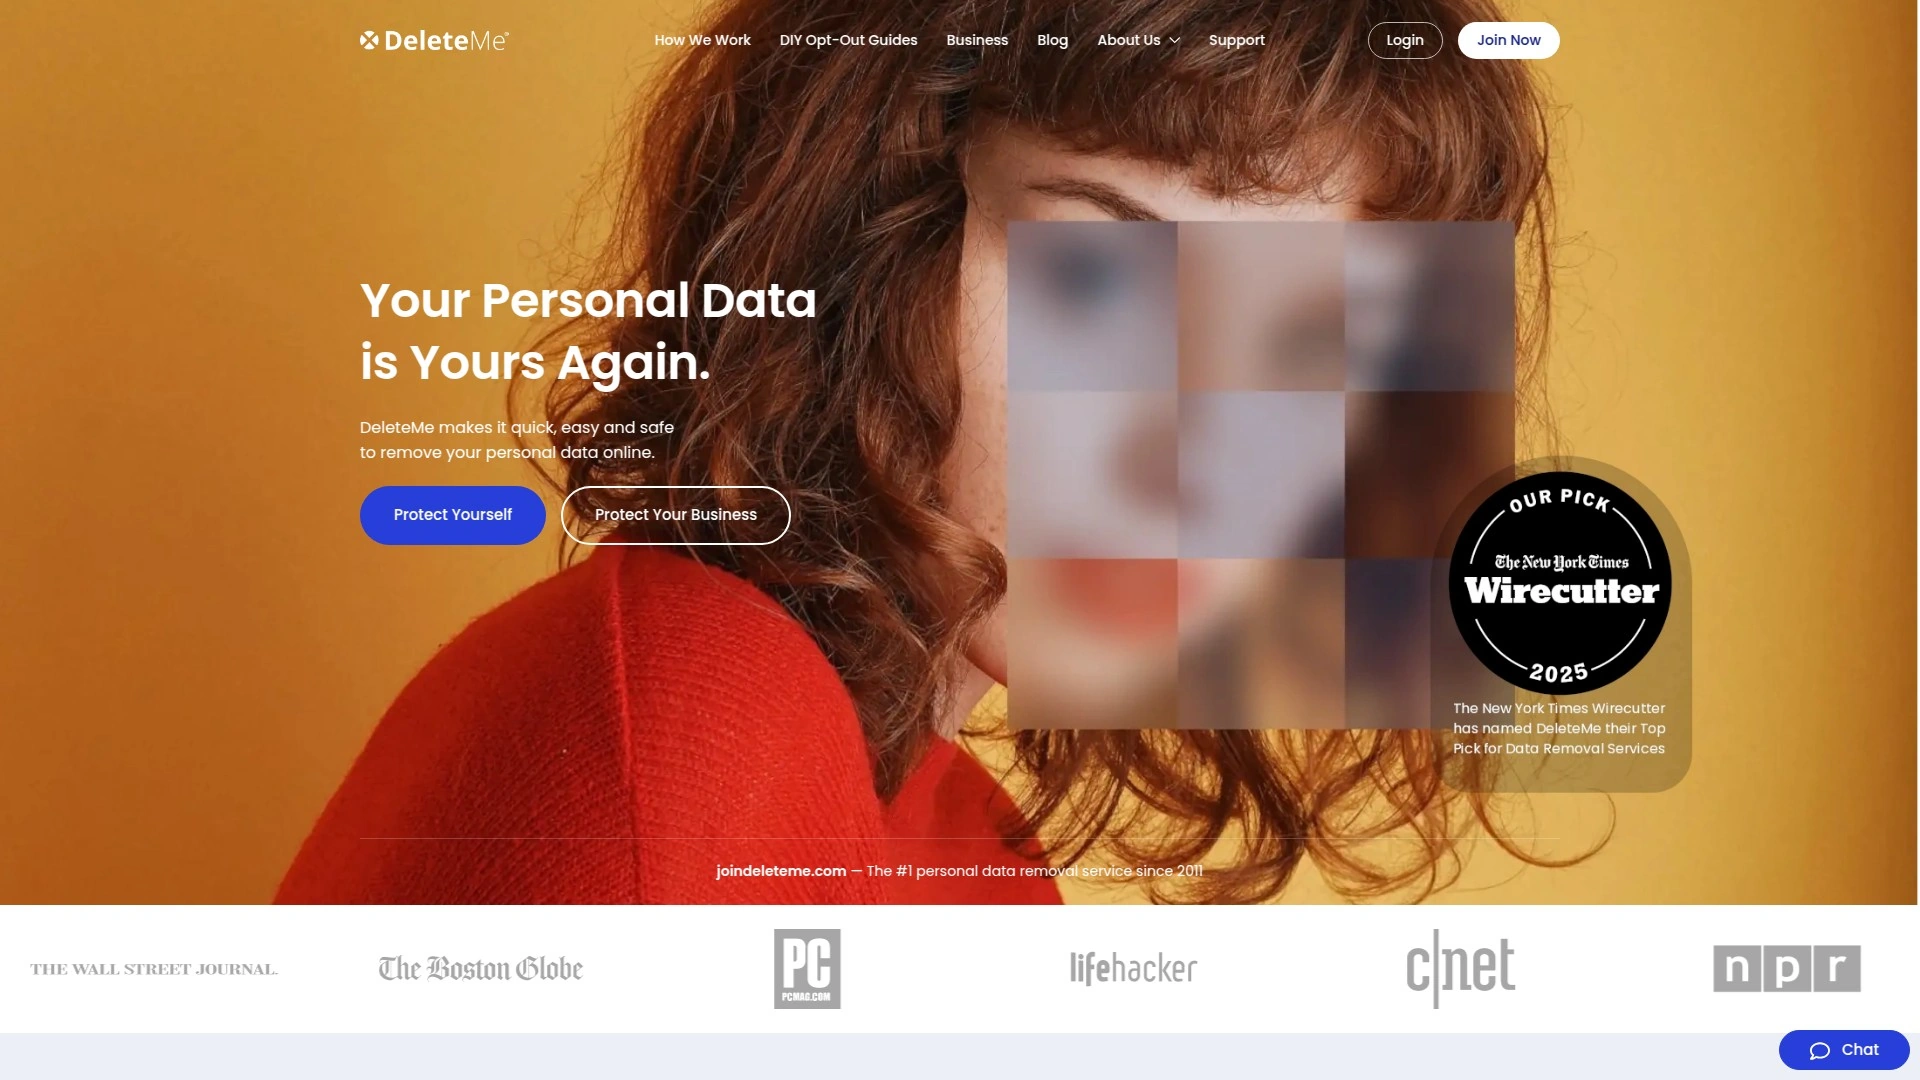 DeleteMe
How We Work
DIY Opt-Out Guides
Business
Blog
About Us
Support
Login
Join Now
Your Personal Data
is Yours Again.
DeleteMe makes it quick, easy and safe
to remove your personal data online.
Protect Yourself
Protect Your Business
OUR PICK
The New York Times
Wirecutter
2025
The New York Times Wirecutter
has named DeleteMe their Top
Pick for Data Removal Services
joindeleteme.com — The #1 personal data removal service since 2011
THE WALL STREET JOURNAL.
The Boston Globe
PC
PCMAG.COM
lifehacker
c|net
npr
Chat